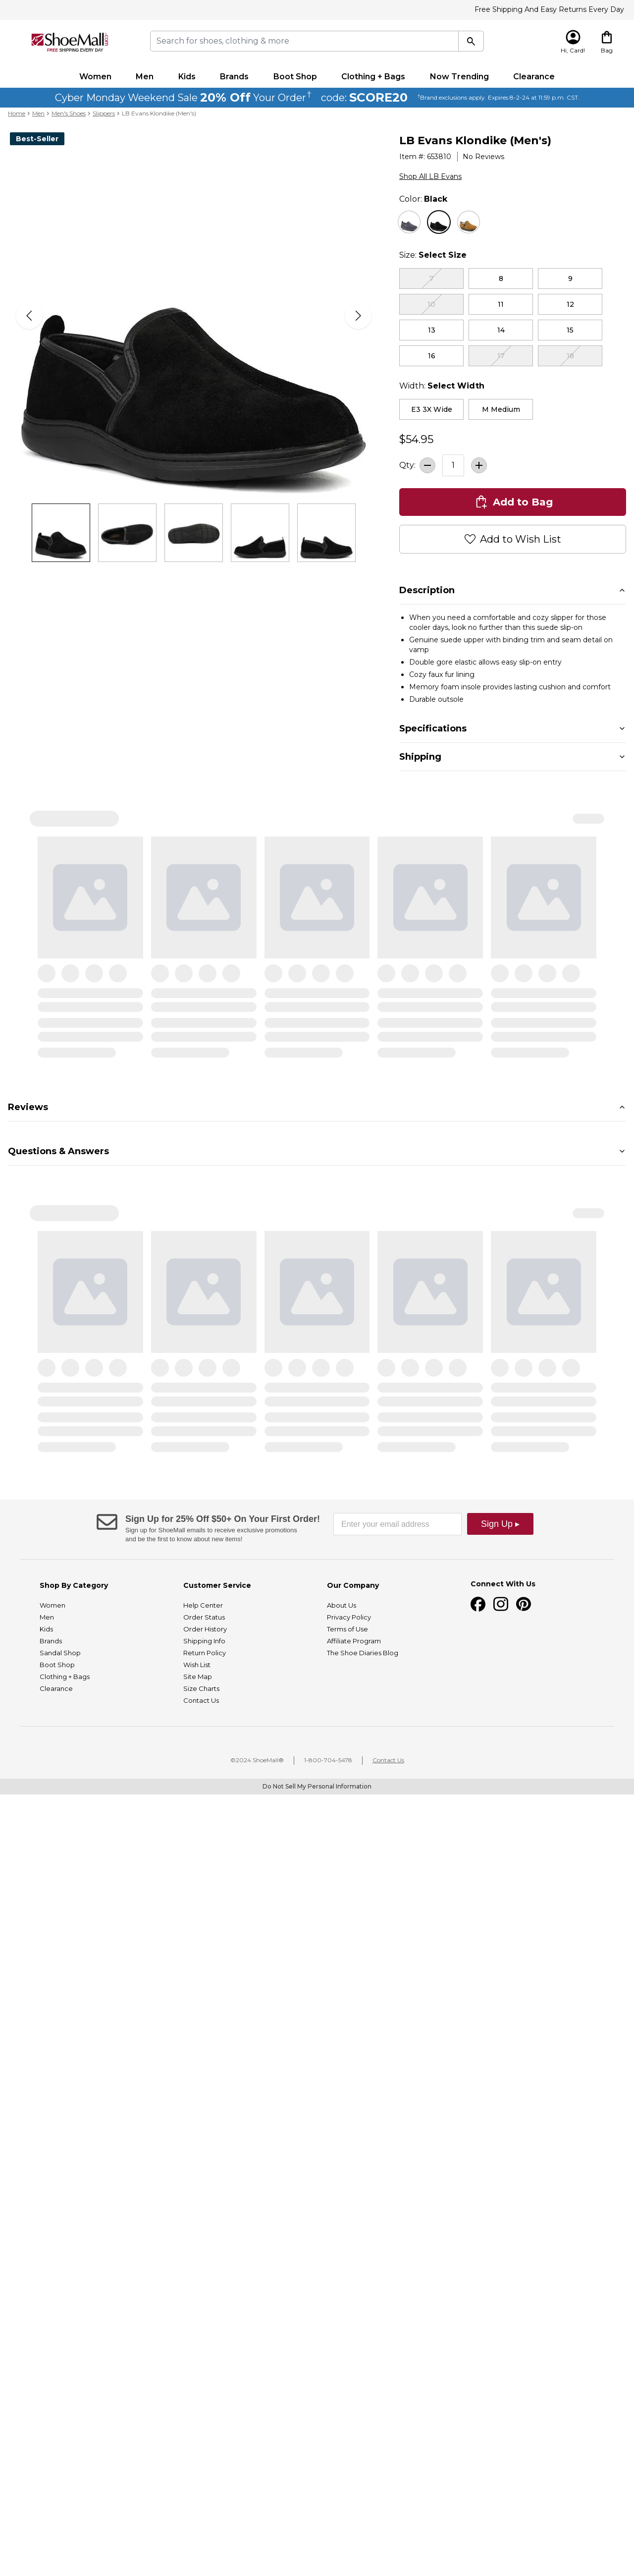 Free Shipping And Easy Returns Every Day
ShoeMall
FREE SHIPPING EVERY DAY
Search for shoes, clothing & more
Hi, Card!
Bag
Women Men Kids Brands Boot Shop Clothing + Bags Now Trending Clearance
Cyber Monday Weekend Sale 20% Off Your Order† code: SCORE20 †Brand exclusions apply. Expires 8-2-24 at 11:59 p.m. CST.
Home > Men > Men's Shoes > Slippers > LB Evans Klondike (Men's)
Best-Seller
LB Evans Klondike (Men's)
Item #: 653810 | No Reviews
Shop All LB Evans
Color: Black
Size: Select Size
7 8 9
10 11 12
13 14 15
16 17 18
Width: Select Width
E3 3X Wide M Medium
$54.95
Qty: 1
Add to Bag
Add to Wish List
Description
• When you need a comfortable and cozy slipper for those
cooler days, look no further than this suede slip-on
• Genuine suede upper with binding trim and seam detail on
vamp
• Double gore elastic allows easy slip-on entry
• Cozy faux fur lining
• Memory foam insole provides lasting cushion and comfort
• Durable outsole
Specifications
Shipping
Reviews
Questions & Answers
Sign Up for 25% Off $50+ On Your First Order!
Sign up for ShoeMall emails to receive exclusive promotions
and be the first to know about new items!
Enter your email address
Sign Up ▸
Shop By Category
Women
Men
Kids
Brands
Sandal Shop
Boot Shop
Clothing + Bags
Clearance
Customer Service
Help Center
Order Status
Order History
Shipping Info
Return Policy
Wish List
Site Map
Size Charts
Contact Us
Our Company
About Us
Privacy Policy
Terms of Use
Affiliate Program
The Shoe Diaries Blog
Connect With Us
©2024 ShoeMall® | 1-800-704-5478 | Contact Us
Do Not Sell My Personal Information